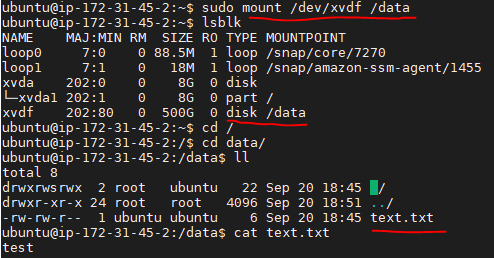 ubuntu@ip-172-31-45-2:~$ sudo mount /dev/xvdf /data
ubuntu@ip-172-31-45-2:~$ lsblk
NAME    MAJ:MIN RM  SIZE RO TYPE MOUNTPOINT
loop0     7:0    0 88.5M  1 loop /snap/core/7270
loop1     7:1    0   18M  1 loop /snap/amazon-ssm-agent/1455
xvda    202:0    0    8G  0 disk
└─xvda1 202:1    0    8G  0 part /
xvdf    202:80   0  500G  0 disk /data
ubuntu@ip-172-31-45-2:~$ cd /
ubuntu@ip-172-31-45-2:/$ cd data/
ubuntu@ip-172-31-45-2:/data$ ll
total 8
drwxrwsrwx  2 root   ubuntu   22 Sep 20 18:45 ./
drwxr-xr-x 24 root   root   4096 Sep 20 18:51 ../
-rw-rw-r--  1 ubuntu ubuntu    6 Sep 20 18:45 text.txt
ubuntu@ip-172-31-45-2:/data$ cat text.txt
test